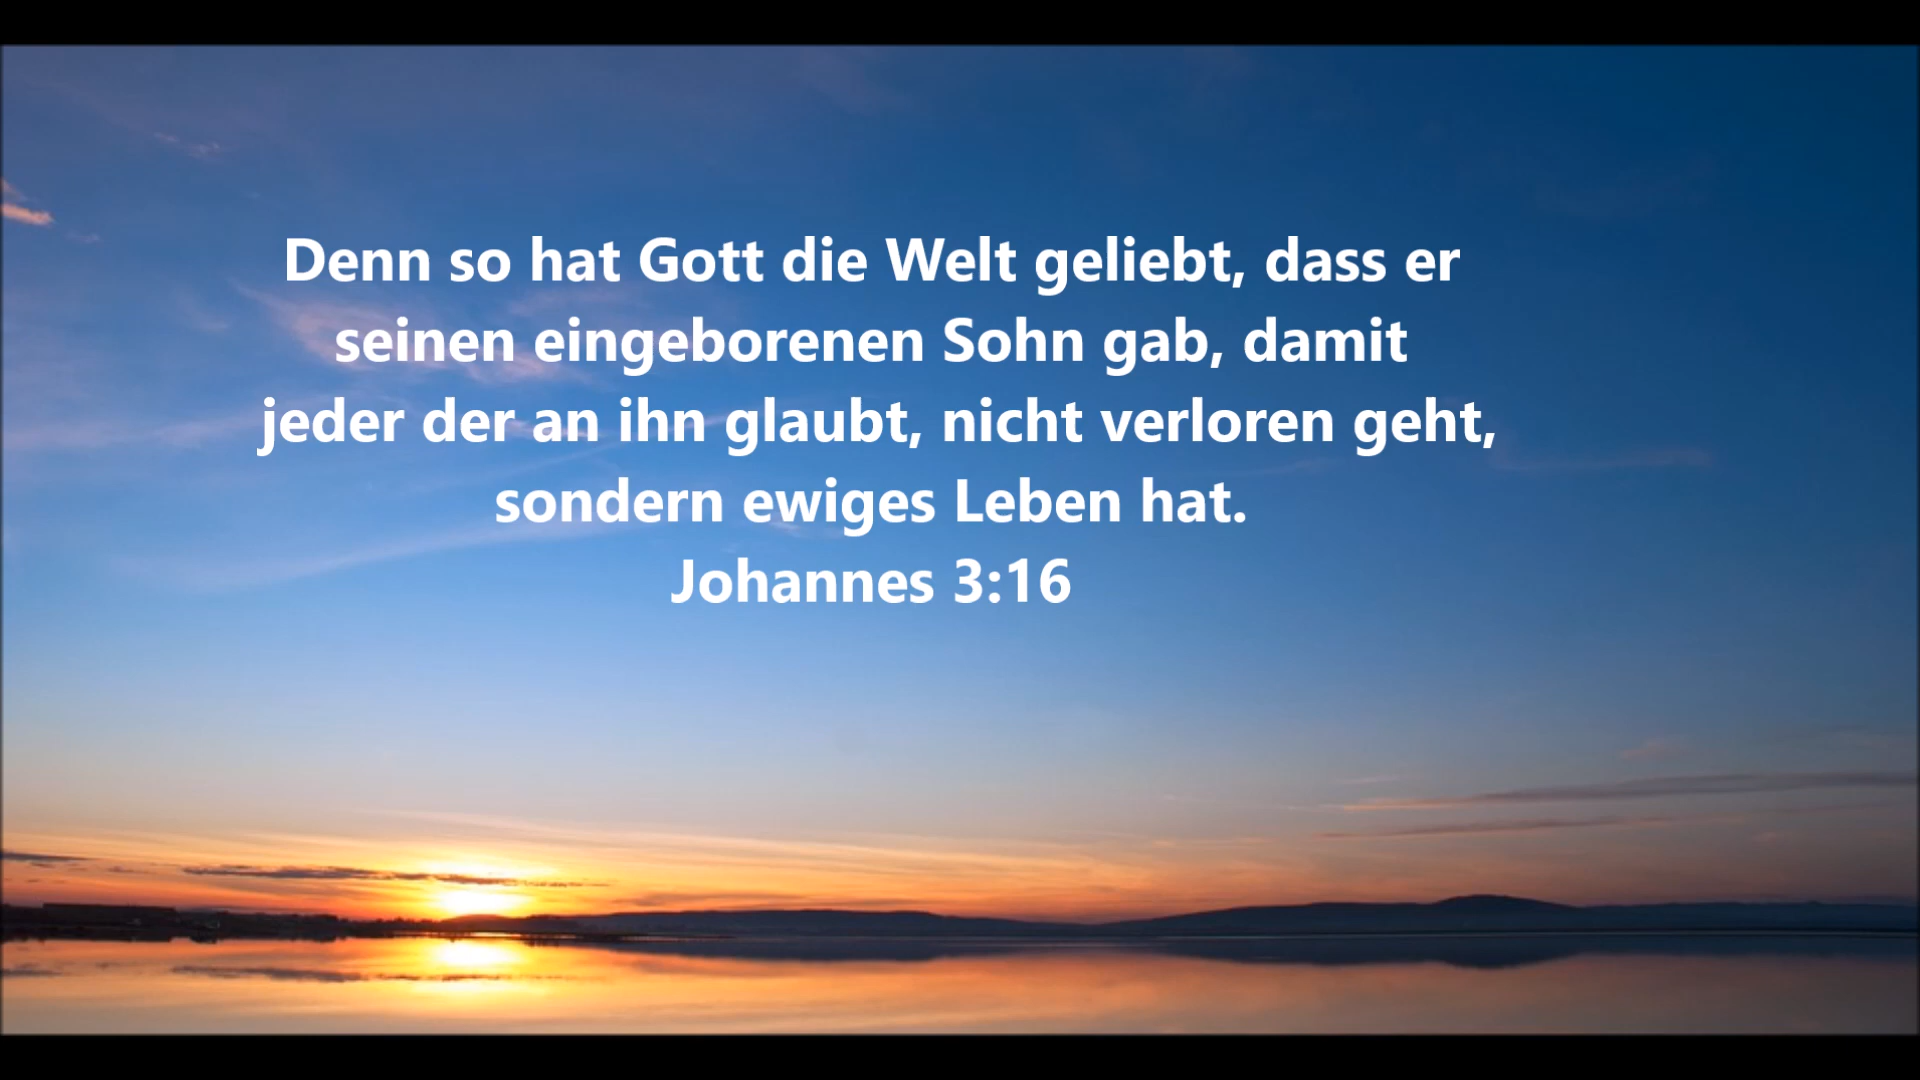 Denn so hat Gott die Welt geliebt, dass er
seinen eingeborenen Sohn gab, damit
jeder der an ihn glaubt, nicht verloren geht,
sondern ewiges Leben hat.
Johannes 3:16